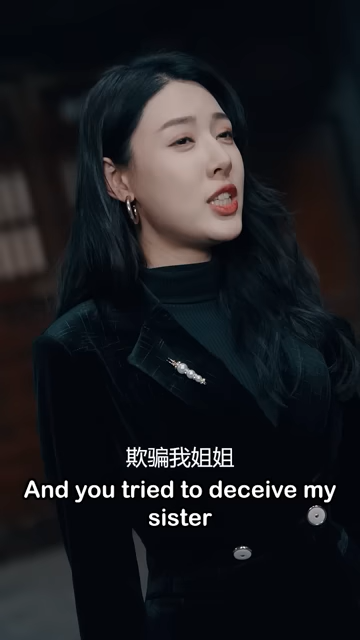 欺骗我姐姐
And you tried to deceive my
sister